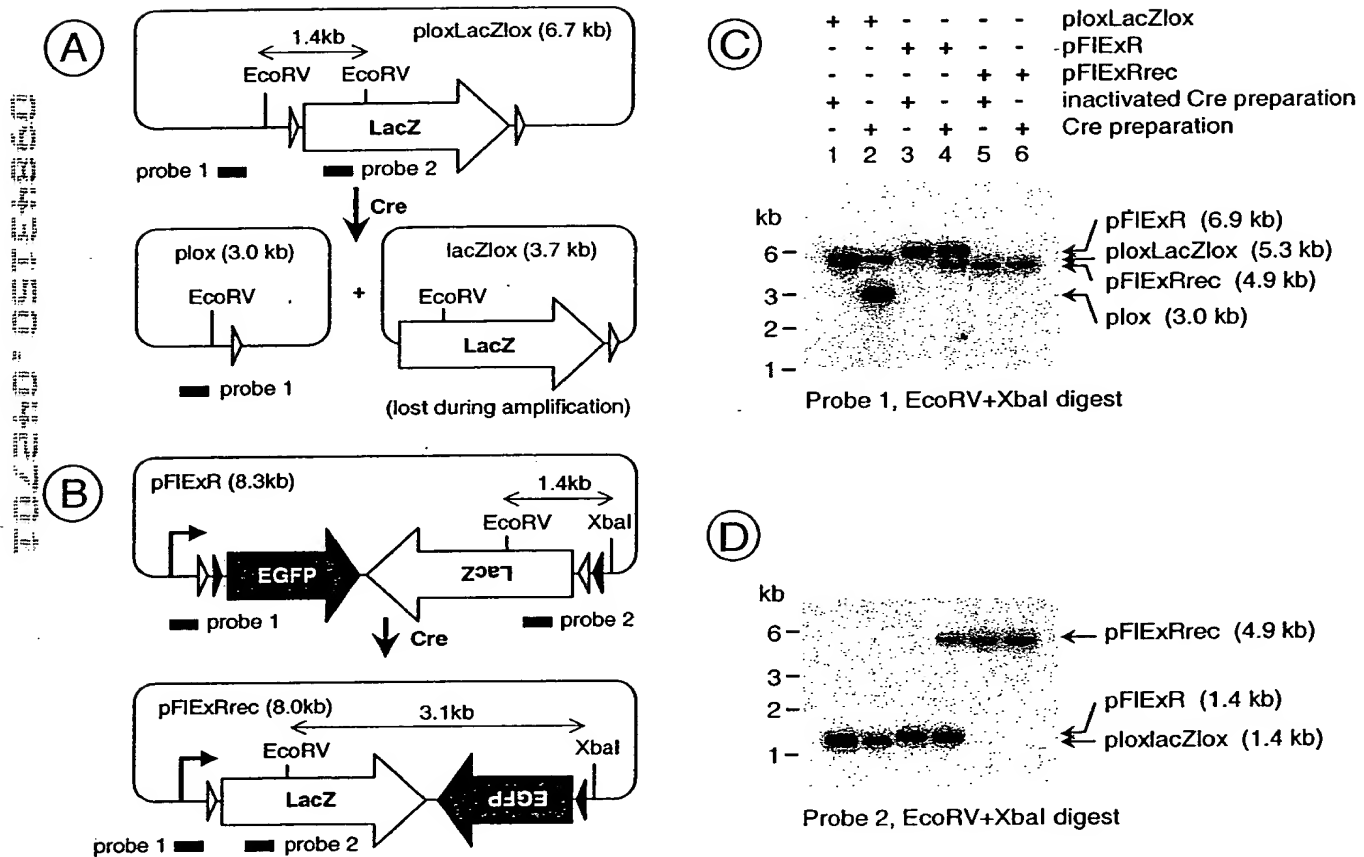 A
ploxLacZlox (6.7 kb)
1.4kb
EcoRV
EcoRV
LacZ
probe 1
probe 2
Cre
plox (3.0 kb)
EcoRV
probe 1
+
lacZlox (3.7 kb)
EcoRV
LacZ
(lost during amplification)
B
pFlExR (8.3kb)
1.4kb
EcoRV
XbaI
EGFP
LacZ
probe 1
probe 2
Cre
pFlExRrec (8.0kb)
3.1kb
EcoRV
XbaI
LacZ
EGFP
probe 1
probe 2
C
+ + - - - - ploxLacZlox
- - + + - - pFlExR
- - - - + + pFlExRrec
+ - + - + - inactivated Cre preparation
- + - + - + Cre preparation
1 2 3 4 5 6
kb
6
3
2
1
pFlExR (6.9 kb)
ploxLacZlox (5.3 kb)
pFlExRrec (4.9 kb)
plox (3.0 kb)
Probe 1, EcoRV+XbaI digest
D
kb
6
3
2
1
pFlExRrec (4.9 kb)
pFlExR (1.4 kb)
ploxlacZlox (1.4 kb)
Probe 2, EcoRV+XbaI digest